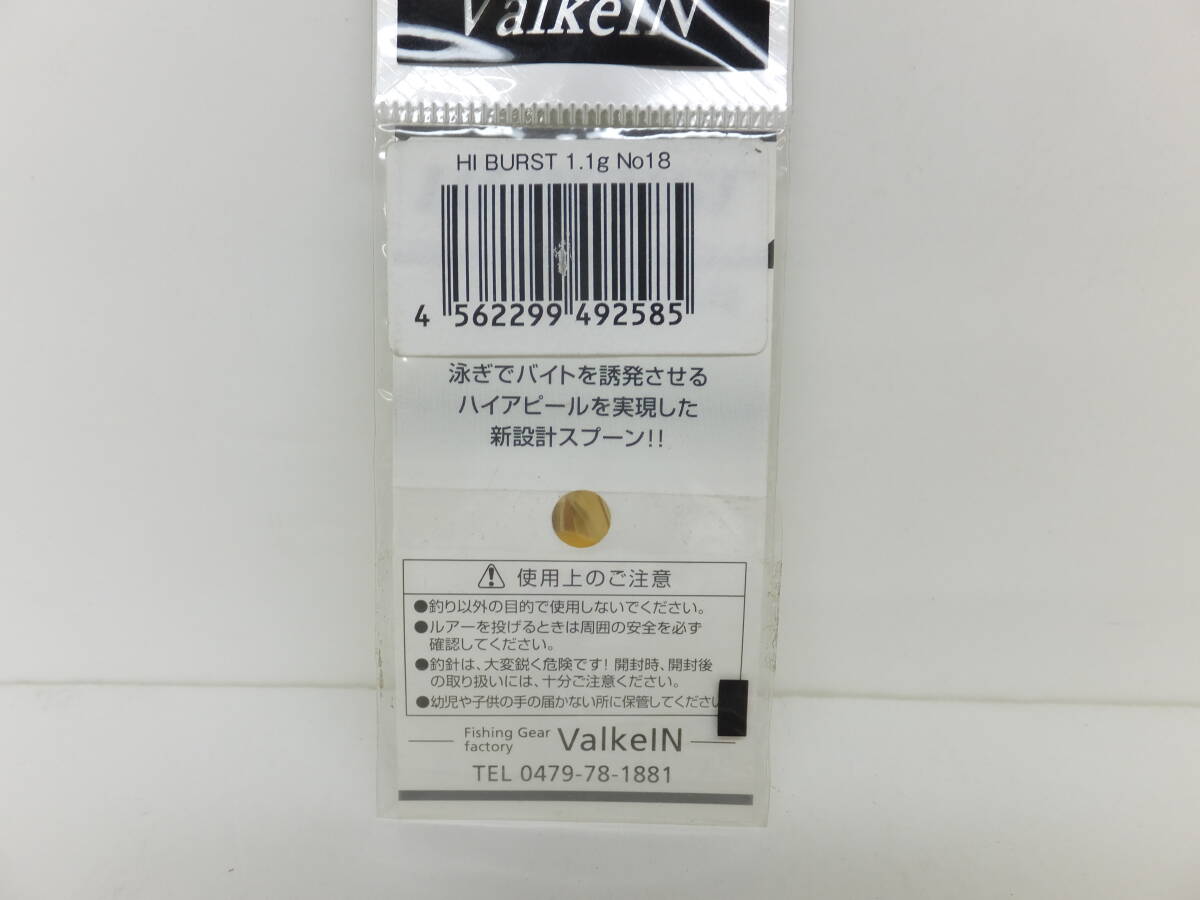 ValkeIN
HI BURST 1.1g No18
4 562299 492585
泳ぎでバイトを誘発させる
ハイアピールを実現した
新設計スプーン!!
⚠ 使用上のご注意
●釣り以外の目的で使用しないでください。
●ルアーを投げるときは周囲の安全を必ず
確認してください。
●釣針は、大変鋭く危険です! 開封時、開封後
の取り扱いには、十分ご注意ください。
●幼児や子供の手の届かない所に保管してくださ
Fishing Gear
factory ValkeIN
TEL 0479-78-1881